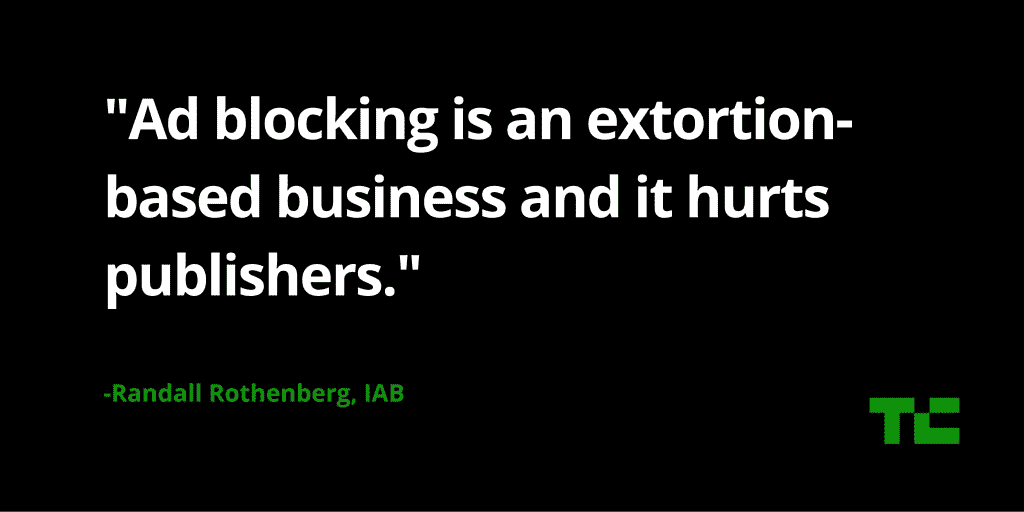 "Ad blocking is an extortion-
based business and it hurts
publishers."
-Randall Rothenberg, IAB
TC